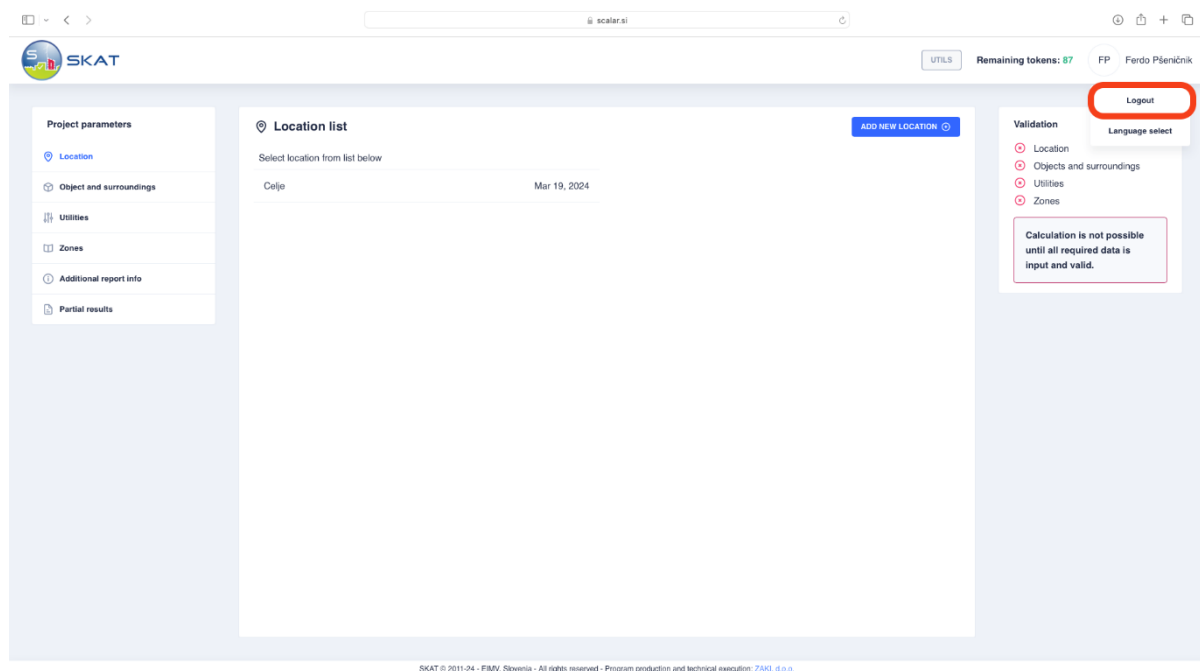 scalar.si
SKAT
UTILS
Remaining tokens: 87
FP
Ferdo Pšeničnik
Logout
Language select
Project parameters
Location
Object and surroundings
Utilities
Zones
Additional report info
Partial results
Location list
ADD NEW LOCATION
Select location from list below
Celje Mar 19, 2024
Validation
Location
Objects and surroundings
Utilities
Zones
Calculation is not possible
until all required data is
input and valid.
SKAT © 2011-24 - EIMV, Slovenia - All rights reserved - Program production and technical execution: ZAKL d.o.o.